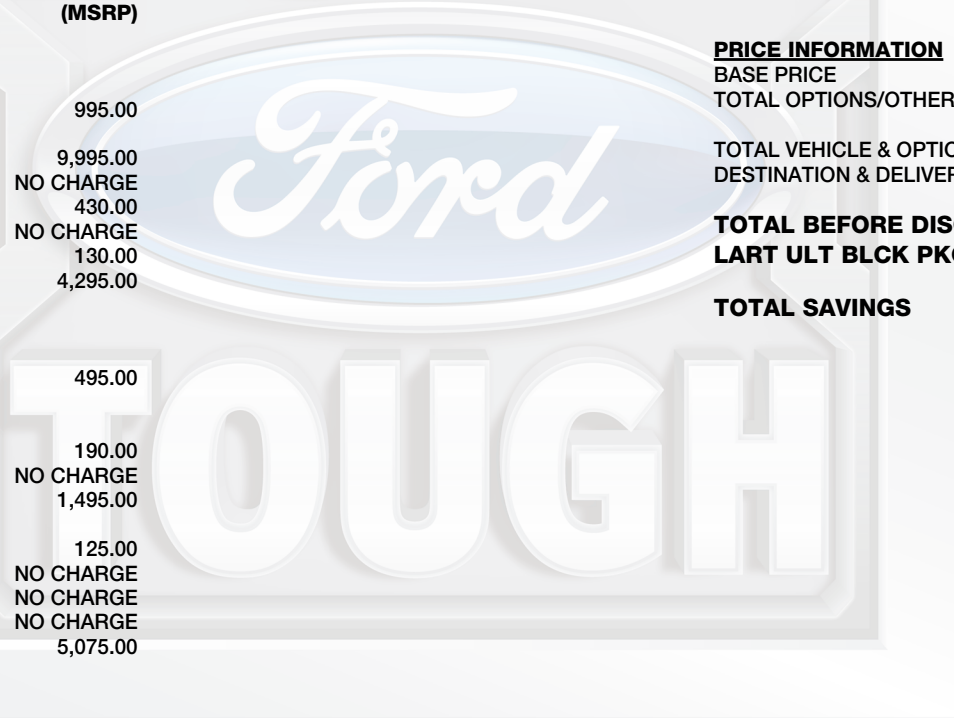 (MSRP)
995.00
9,995.00
NO CHARGE
430.00
NO CHARGE
130.00
4,295.00
495.00
190.00
NO CHARGE
1,495.00
125.00
NO CHARGE
NO CHARGE
NO CHARGE
5,075.00
Ford
TOUGH
PRICE INFORMATION
BASE PRICE
TOTAL OPTIONS/OTHER
TOTAL VEHICLE & OPTIO
DESTINATION & DELIVER
TOTAL BEFORE DIS
LART ULT BLCK PK
TOTAL SAVINGS